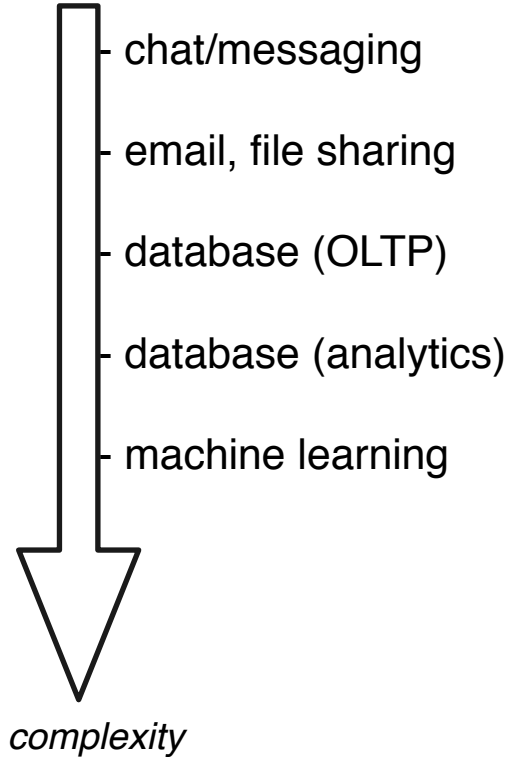 chat/messaging
email, file sharing
database (OLTP)
database (analytics)
machine learning
complexity